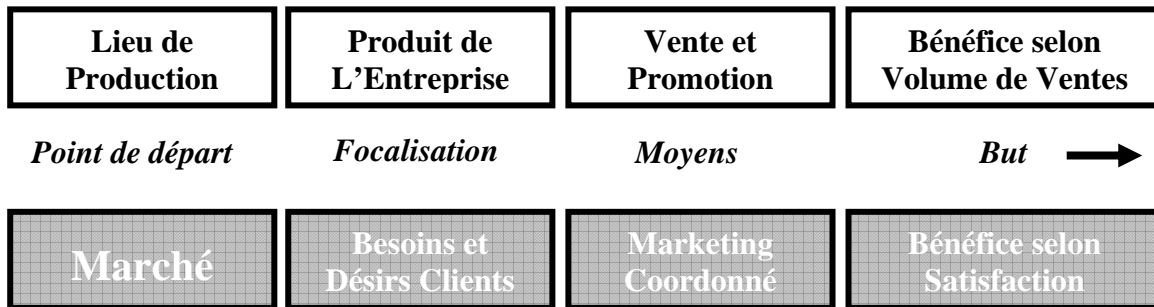 Lieu de
Production
Produit de
L’Entreprise
Vente et
Promotion
Bénéfice selon
Volume de Ventes
Point de départ
Focalisation
Moyens
But
Marché
Besoins et
Désirs Clients
Marketing
Coordonné
Bénéfice selon
Satisfaction